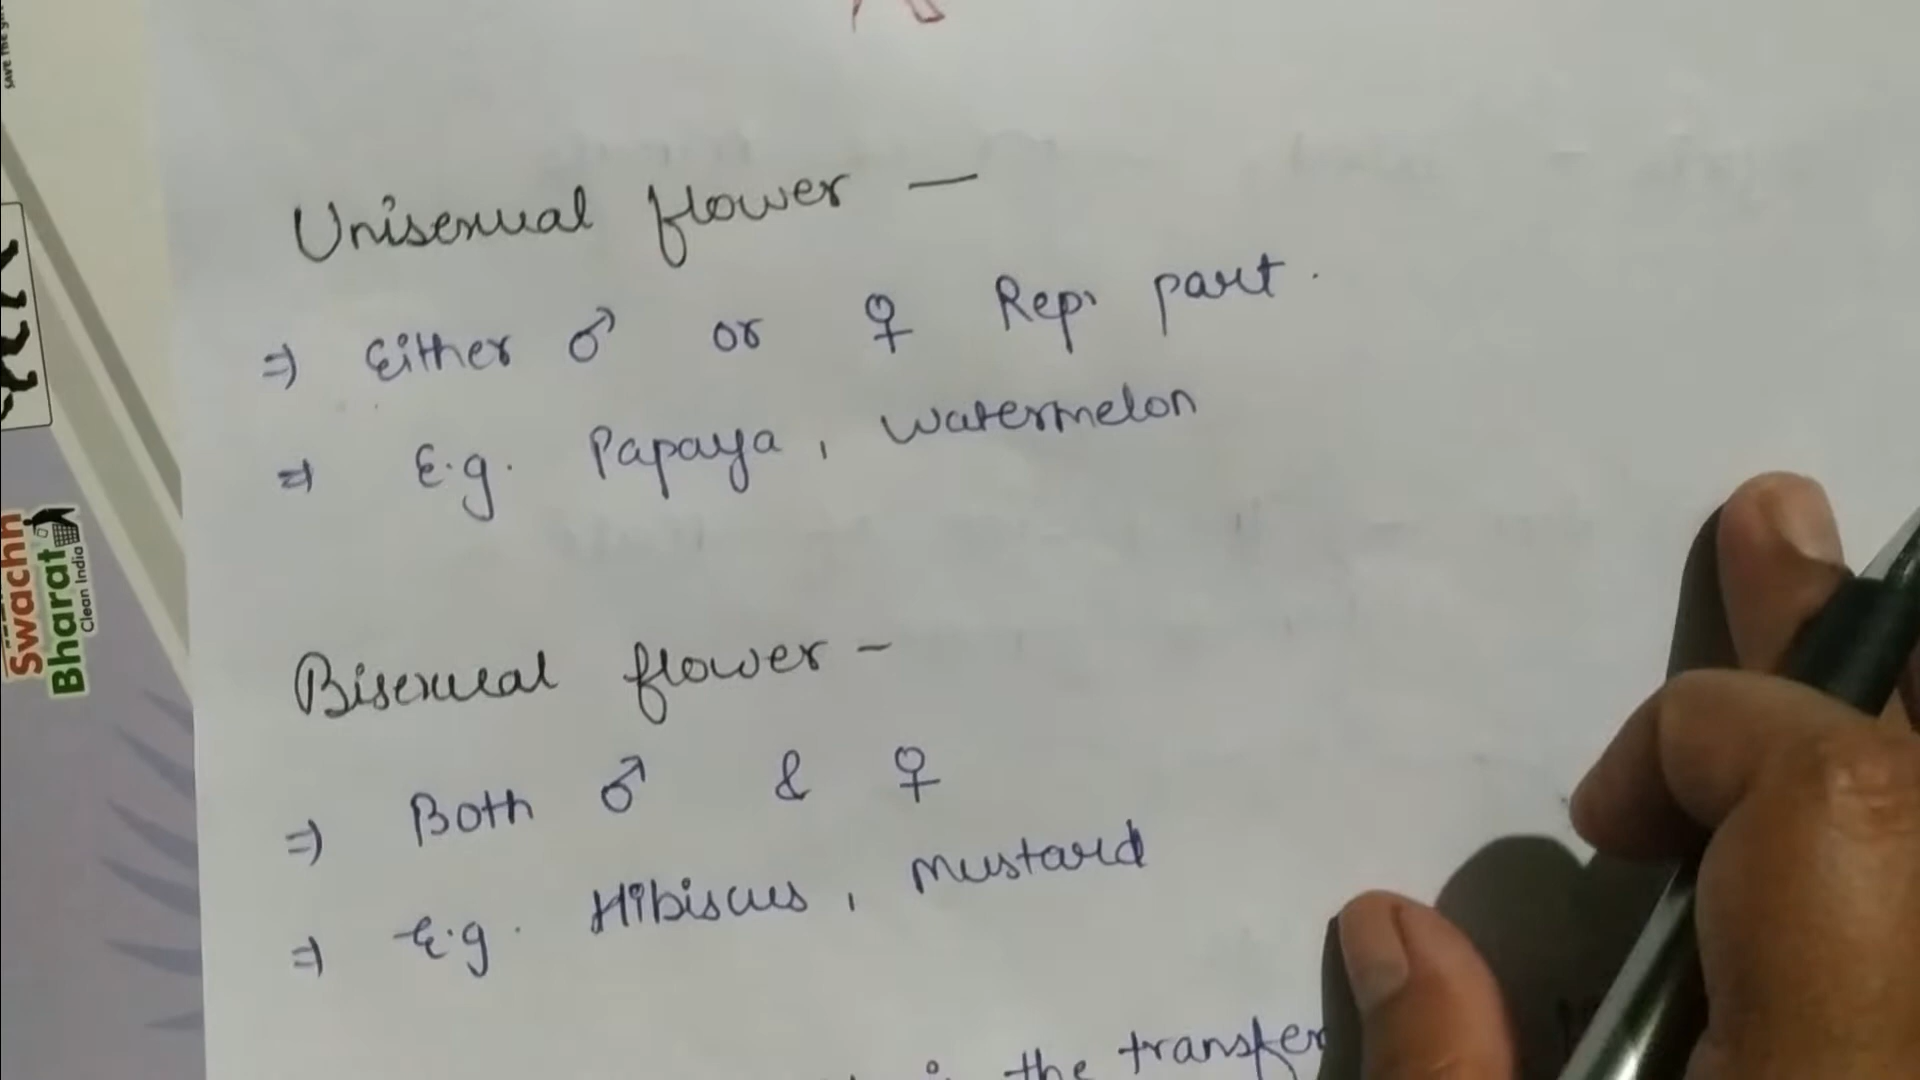 Unisexual flower —
⇒ Either ♂ or ♀ Rep. part.
⇒ E.g. Papaya, watermelon
Bisexual flower -
⇒ Both ♂ & ♀
⇒ E.g. Hibiscus, Mustard
is the transfer
Swachh
Bharat
Clean India